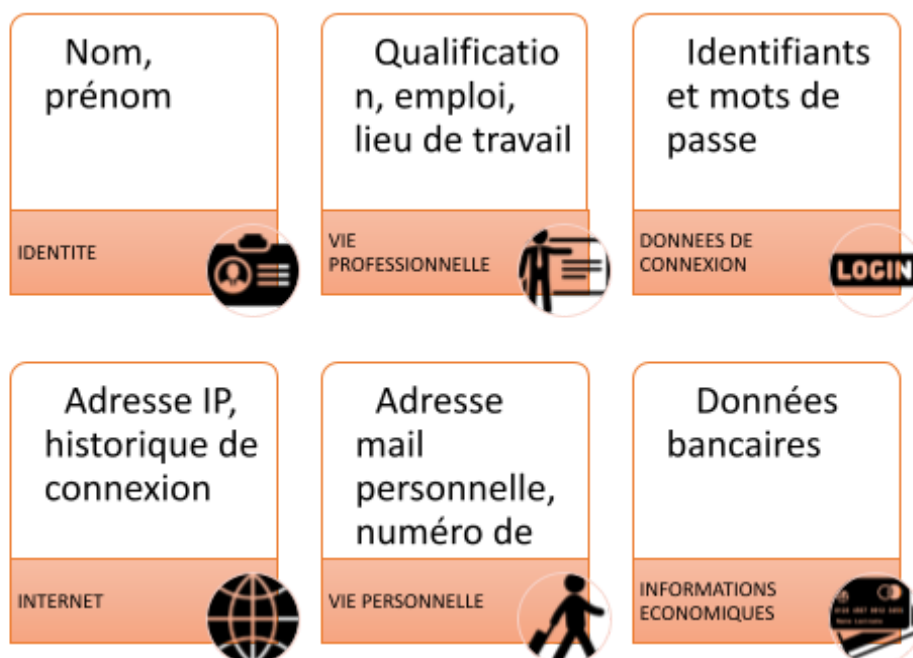 Nom,
prénom
IDENTITE
Qualificatio
n, emploi,
lieu de travail
VIE
PROFESSIONNELLE
Identifiants
et mots de
passe
DONNEES DE
CONNEXION
LOGIN
Adresse IP,
historique de
connexion
INTERNET
Adresse
mail
personnelle,
numéro de
VIE PERSONNELLE
Données
bancaires
INFORMATIONS
ECONOMIQUES